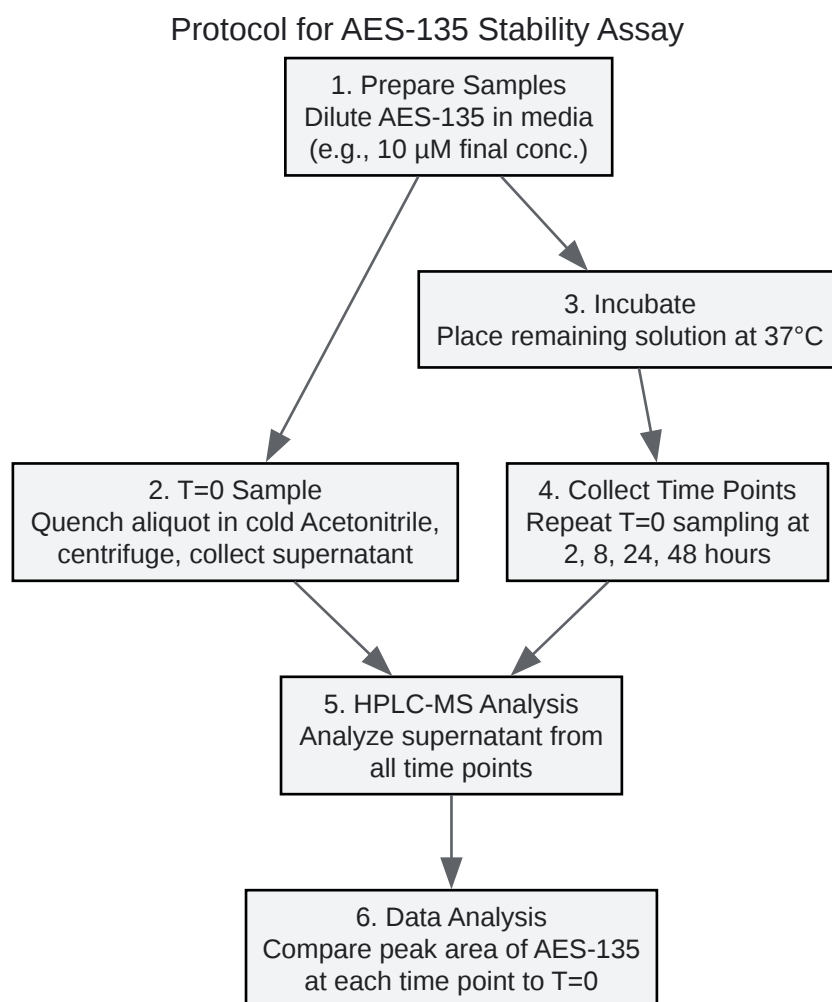 Protocol for AES-135 Stability Assay
1. Prepare Samples
Dilute AES-135 in media
(e.g., 10 µM final conc.)
3. Incubate
Place remaining solution at 37°C
2. T=0 Sample
Quench aliquot in cold Acetonitrile,
centrifuge, collect supernatant
4. Collect Time Points
Repeat T=0 sampling at
2, 8, 24, 48 hours
5. HPLC-MS Analysis
Analyze supernatant from
all time points
6. Data Analysis
Compare peak area of AES-135
at each time point to T=0